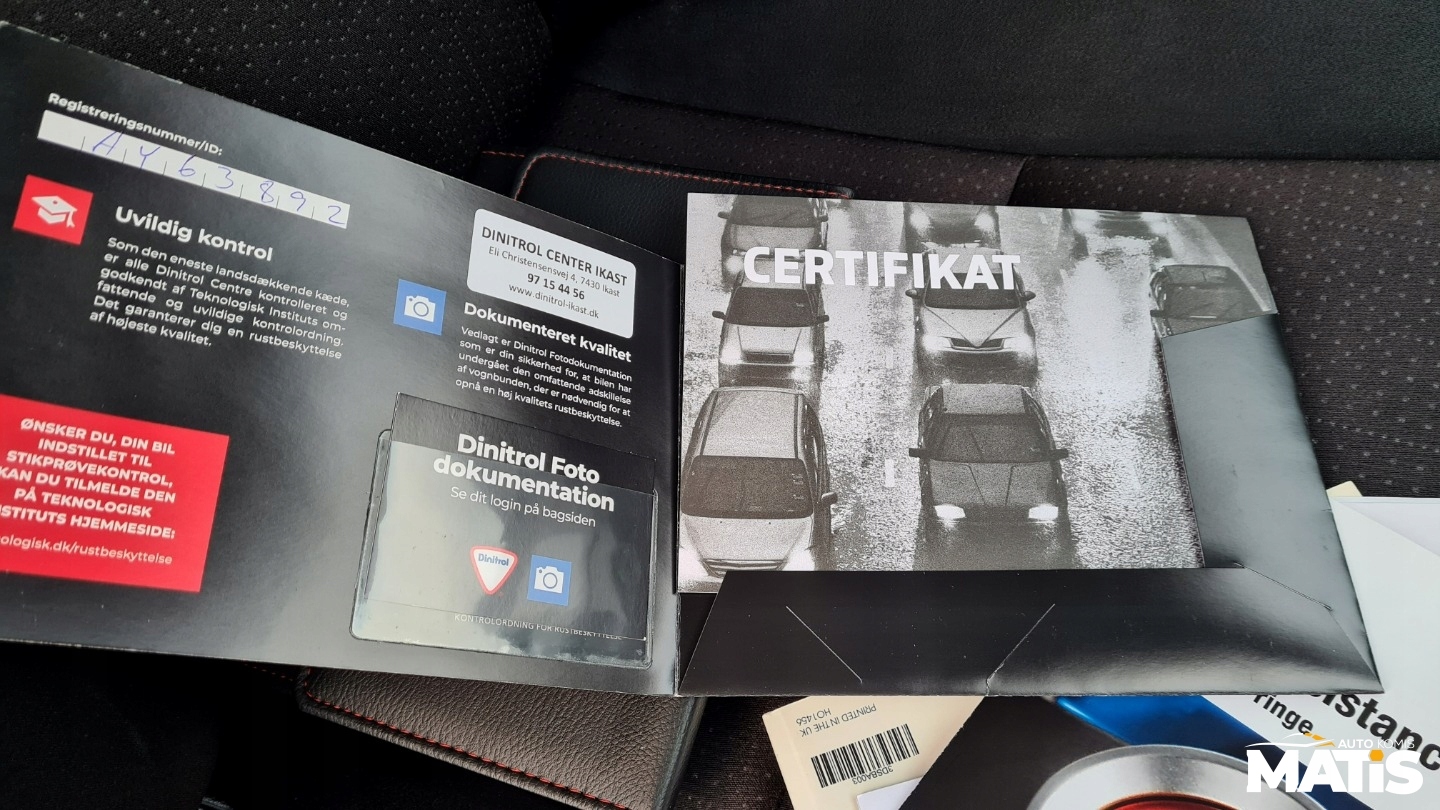 Registreringsnummer/ID:
AY63892
Uvildig kontrol
Som den eneste landsdækkende kæde,
er alle Dinitrol Centre kontrolleret og
godkendt af Teknologisk Instituts om-
fattende og uvildige kontrolordning.
Det garanterer dig en rustbeskyttelse
af højeste kvalitet.
ØNSKER DU, DIN BIL
INDSTILLET TIL
STIKPRØVEKONTROL,
KAN DU TILMELDE DEN
PÅ TEKNOLOGISK
NSTITUTS HJEMMESIDE:
nologisk.dk/rustbeskyttelse
DINITROL CENTER IKAST
Eli Christensensvej 4, 7430 Ikast
97 15 44 56
www.dinitrol-ikast.dk
Dokumenteret kvalitet
Vedlagt er Dinitrol Fotodokumentation
som er din sikkerhed for, at bilen har
undergået den omfattende adskillelse
af vognbunden, der er nødvendig for at
opnå en høj kvalitets rustbeskyttelse.
Dinitrol Foto
dokumentation
Se dit login på bagsiden
Dinitrol
KONTROLORDNING FOR RUSTBESKYTTELSE
CERTIFIKAT
PRINTED IN THE UK
HO1456
3DSBA003
istanc
ringe
AUTO KOMIS
MATIS